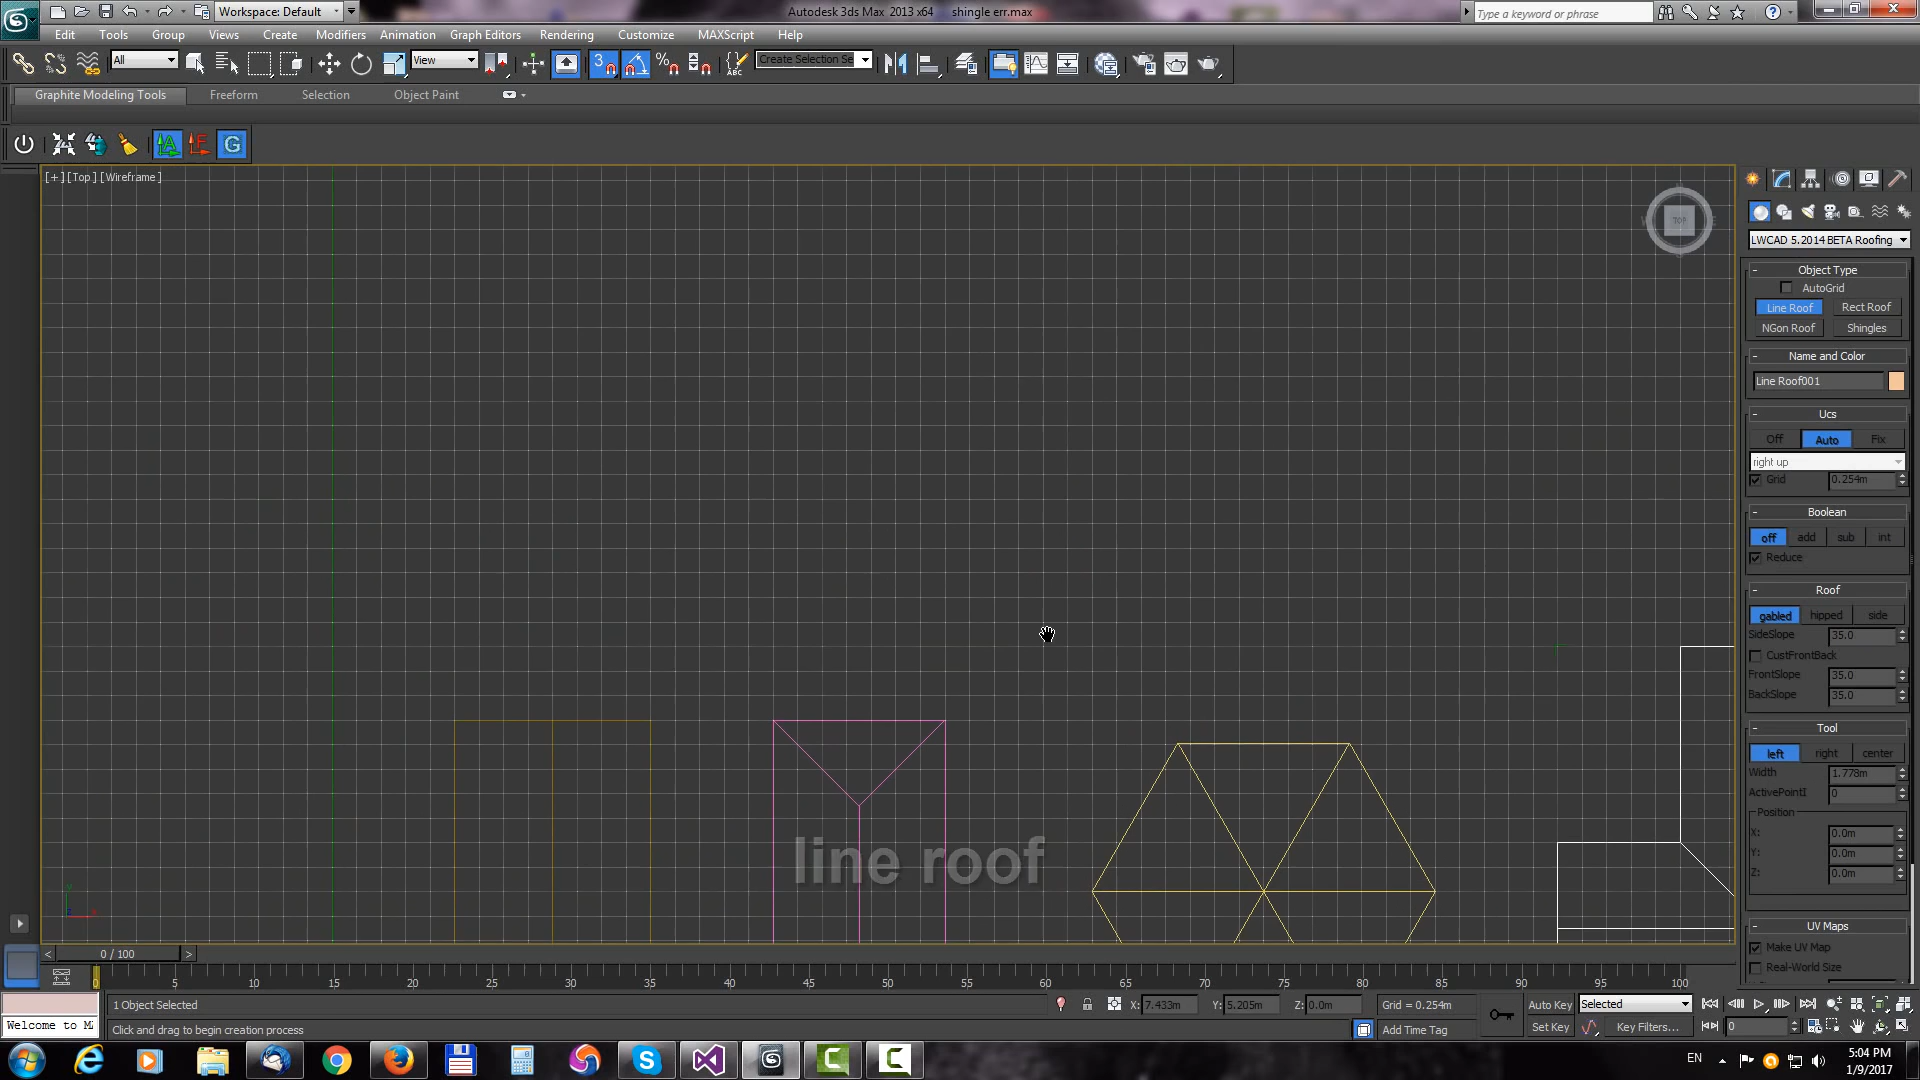 Workspace: Default
Autodesk 3ds Max 2013 x64 shingle err.max
Type a keyword or phrase
Edit Tools Group Views Create Modifiers Animation Graph Editors Rendering Customize MAXScript Help
All
View
3
%
ABC
Create Selection Se
Graphite Modeling Tools Freeform Selection Object Paint
G
[+] [Top] [Wireframe]
TOP
LWCAD 5.2014 BETA Roofing
- Object Type
AutoGrid
Line Roof Rect Roof
NGon Roof Shingles
- Name and Color
Line Roof001
- Ucs
Off Auto Fix
right up
Grid 0.254m
- Boolean
off add sub int
Reduce
- Roof
gabled hipped side
SideSlope 35.0
CustFrontBack
FrontSlope 35.0
BackSlope 35.0
- Tool
left right center
Width 1.778m
ActivePointI 0
Position
X: 0.0m
Y: 0.0m
Z: 0.0m
- UV Maps
Make UV Map
Real-World Size
line roof
< 0 / 100 >
0 5 10 15 20 25 30 35 40 45 50 55 60 65 70 75 80 85 90 95 100
1 Object Selected
X: 7.433m Y: 5.205m Z: 0.0m Grid = 0.254m
Auto Key Selected
Welcome to M
Click and drag to begin creation process
Add Time Tag
Set Key Key Filters... 0
EN 5:04 PM
1/9/2017